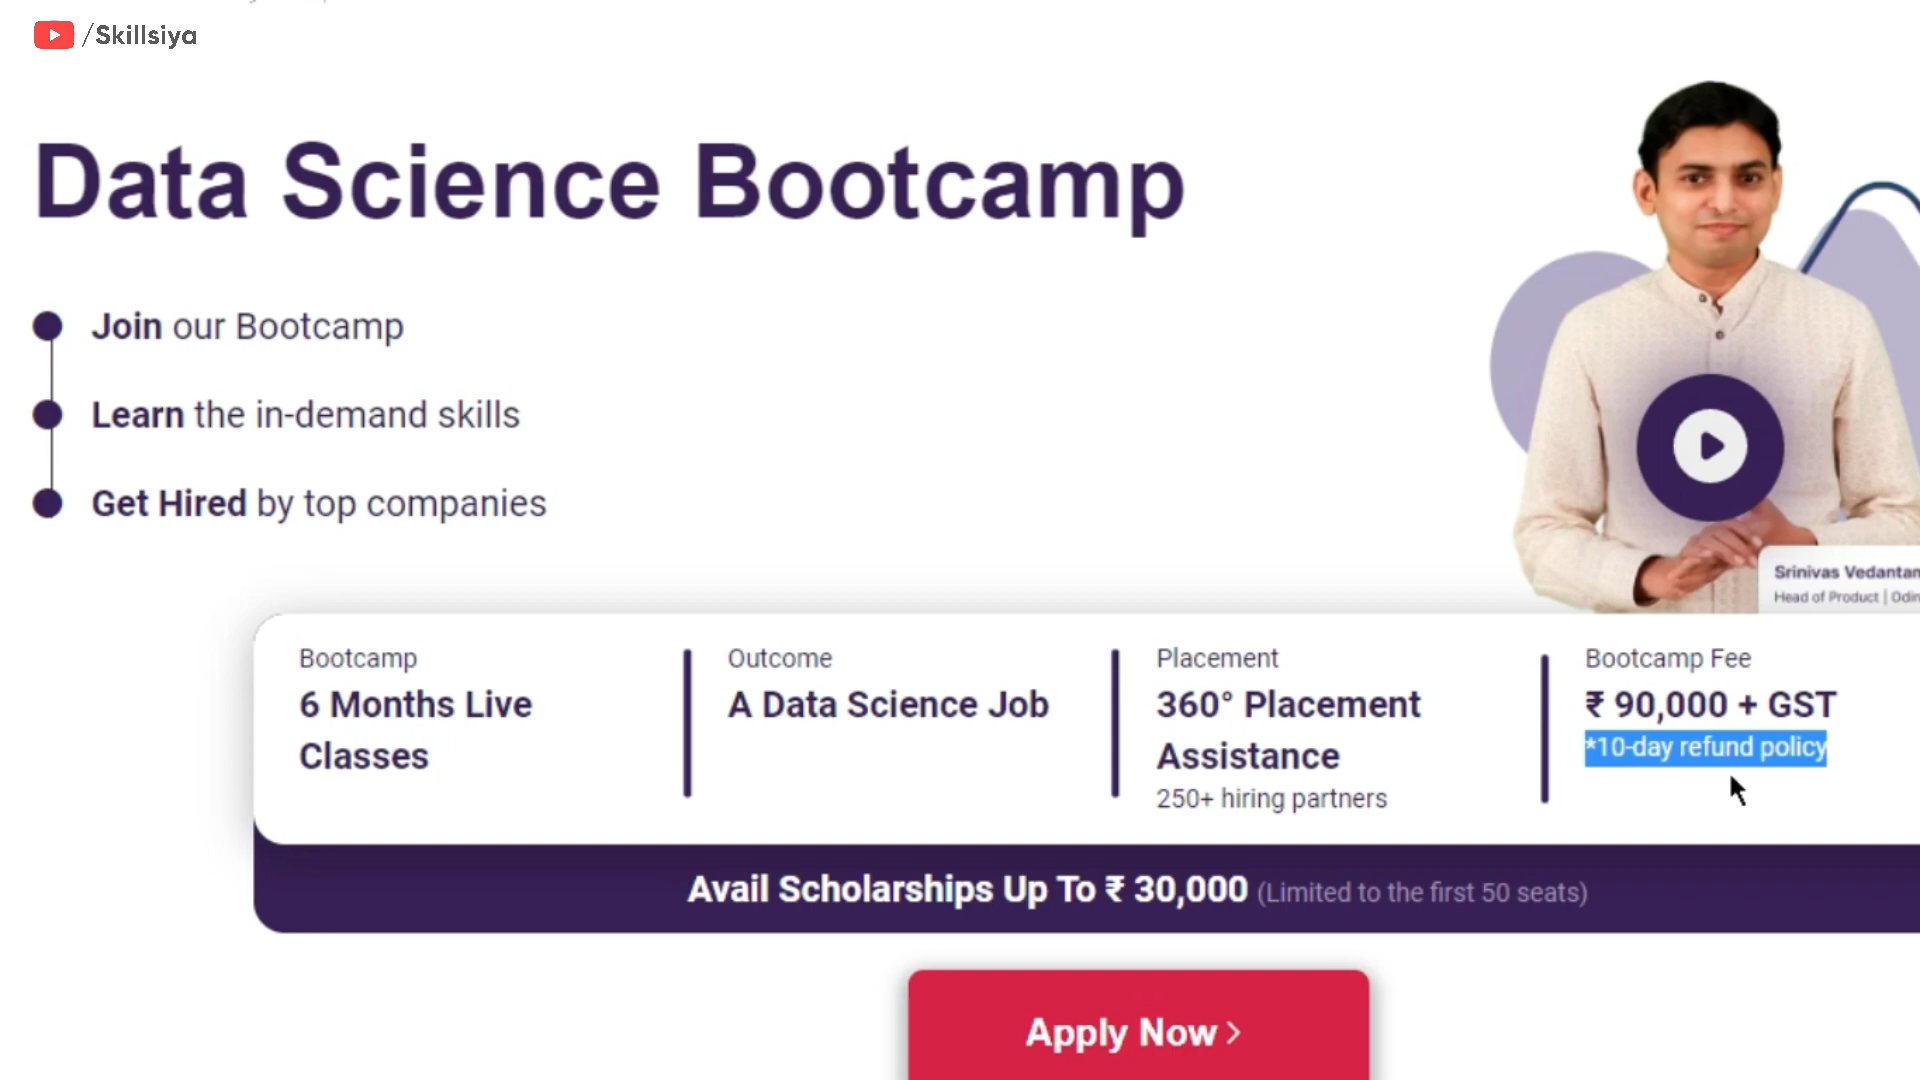 /Skillsiya
Data Science Bootcamp
Join our Bootcamp
Learn the in-demand skills
Get Hired by top companies
Srinivas Vedantam
Head of Product |
Bootcamp
6 Months Live
Classes
Outcome
A Data Science Job
Placement
360° Placement
Assistance
250+ hiring partners
Bootcamp Fee
₹ 90,000 + GST
*10-day refund policy
Avail Scholarships Up To ₹ 30,000 (Limited to the first 50 seats)
Apply Now >